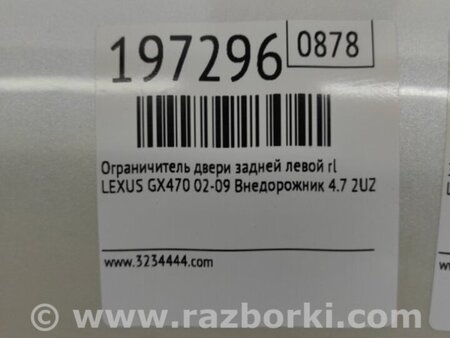 197296 0878
Ограничитель двери задней левой rl
LEXUS GX470 02-09 Внедорожник 4.7 2UZ
www.3234444.com
© www.razborki.com